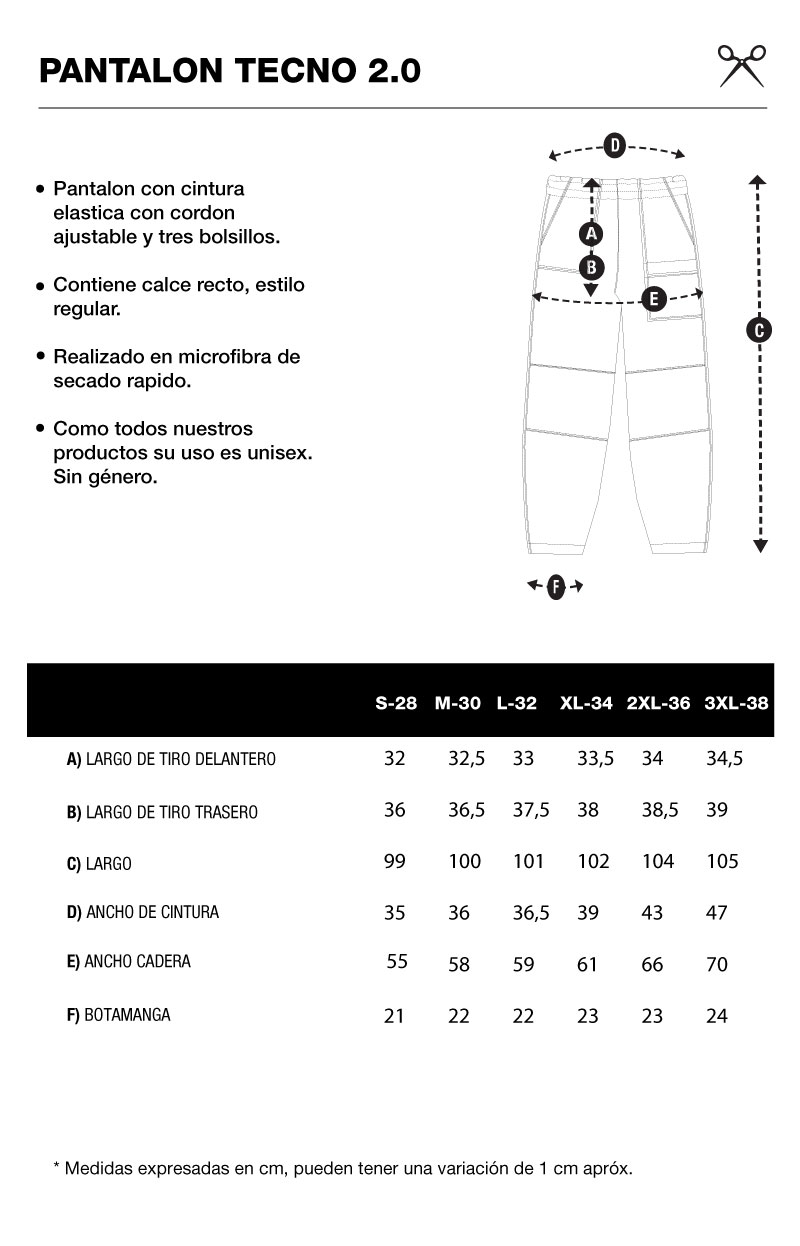 PANTALON TECNO 2.0
• Pantalon con cintura
elastica con cordon
ajustable y tres bolsillos.
• Contiene calce recto, estilo
regular.
• Realizado en microfibra de
secado rapido.
• Como todos nuestros
productos su uso es unisex.
Sin género.
D
A
B
E
C
F
S-28 M-30 L-32 XL-34 2XL-36 3XL-38
A) LARGO DE TIRO DELANTERO 32 32,5 33 33,5 34 34,5
B) LARGO DE TIRO TRASERO 36 36,5 37,5 38 38,5 39
C) LARGO 99 100 101 102 104 105
D) ANCHO DE CINTURA 35 36 36,5 39 43 47
E) ANCHO CADERA 55 58 59 61 66 70
F) BOTAMANGA 21 22 22 23 23 24
* Medidas expresadas en cm, pueden tener una variación de 1 cm apróx.